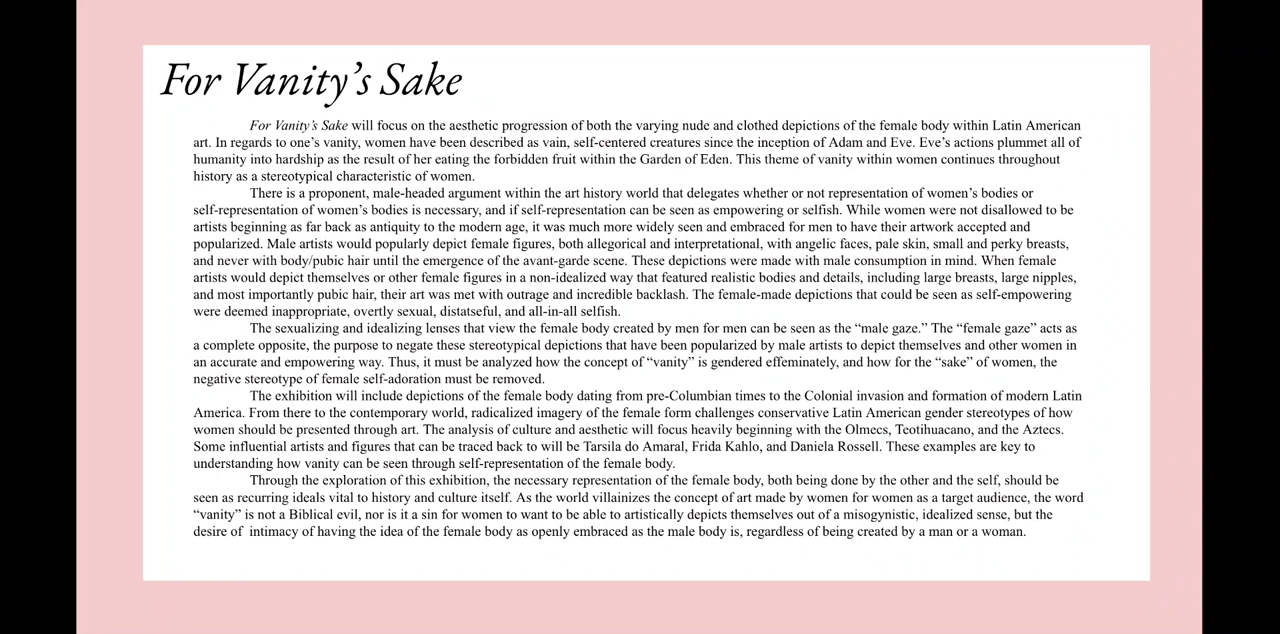 For Vanity's Sake
For Vanity's Sake will focus on the aesthetic progression of both the varying nude and clothed depictions of the female body within Latin American
art. In regards to one's vanity, women have been described as vain, self-centered creatures since the inception of Adam and Eve. Eve's actions plummet all of
humanity into hardship as the result of her eating the forbidden fruit within the Garden of Eden. This theme of vanity within women continues throughout
history as a stereotypical characteristic of women.
There is a proponent, male-headed argument within the art history world that delegates whether or not representation of women's bodies or
self-representation of women's bodies is necessary, and if self-representation can be seen as empowering or selfish. While women were not disallowed to be
artists beginning as far back as antiquity to the modern age, it was much more widely seen and embraced for men to have their artwork accepted and
popularized. Male artists would popularly depict female figures, both allegorical and interpretational, with angelic faces, pale skin, small and perky breasts,
and never with body/pubic hair until the emergence of the avant-garde scene. These depictions were made with male consumption in mind. When female
artists would depict themselves or other female figures in a non-idealized way that featured realistic bodies and details, including large breasts, large nipples,
and most importantly pubic hair, their art was met with outrage and incredible backlash. The female-made depictions that could be seen as self-empowering
were deemed inappropriate, overtly sexual, distatseful, and all-in-all selfish.
The sexualizing and idealizing lenses that view the female body created by men for men can be seen as the “male gaze.” The “female gaze” acts as
a complete opposite, the purpose to negate these stereotypical depictions that have been popularized by male artists to depict themselves and other women in
an accurate and empowering way. Thus, it must be analyzed how the concept of “vanity” is gendered effeminately, and how for the “sake” of women, the
negative stereotype of female self-adoration must be removed.
The exhibition will include depictions of the female body dating from pre-Columbian times to the Colonial invasion and formation of modern Latin
America. From there to the contemporary world, radicalized imagery of the female form challenges conservative Latin American gender stereotypes of how
women should be presented through art. The analysis of culture and aesthetic will focus heavily beginning with the Olmecs, Teotihuacano, and the Aztecs.
Some influential artists and figures that can be traced back to will be Tarsila do Amaral, Frida Kahlo, and Daniela Rossell. These examples are key to
understanding how vanity can be seen through self-representation of the female body.
Through the exploration of this exhibition, the necessary representation of the female body, both being done by the other and the self, should be
seen as recurring ideals vital to history and culture itself. As the world villainizes the concept of art made by women for women as a target audience, the word
“vanity” is not a Biblical evil, nor is it a sin for women to want to be able to artistically depicts themselves out of a misogynistic, idealized sense, but the
desire of intimacy of having the idea of the female body as openly embraced as the male body is, regardless of being created by a man or a woman.